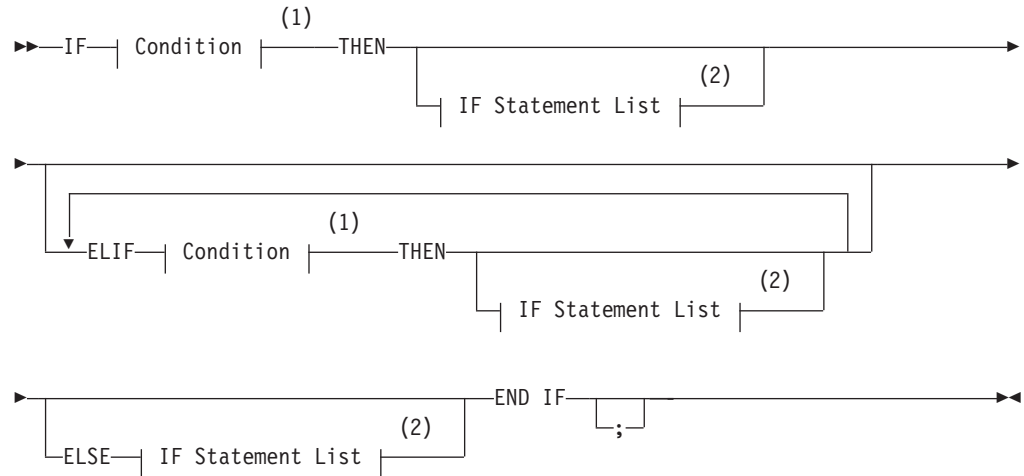 (1)
IF Condition THEN
(2)
IF Statement List
(1)
ELIF Condition THEN
(2)
IF Statement List
END IF
;
(2)
ELSE IF Statement List